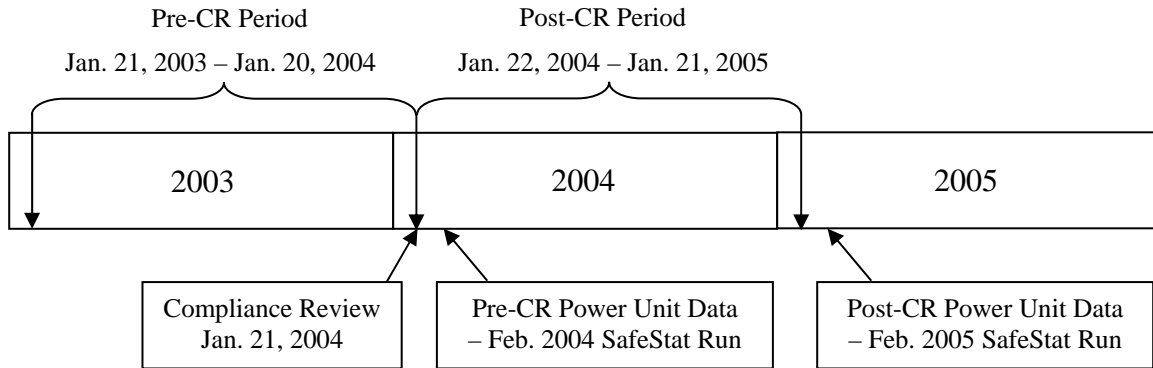 Pre-CR Period
Jan. 21, 2003 – Jan. 20, 2004
Post-CR Period
Jan. 22, 2004 – Jan. 21, 2005
2003
2004
2005
Compliance Review
Jan. 21, 2004
Pre-CR Power Unit Data
– Feb. 2004 SafeStat Run
Post-CR Power Unit Data
– Feb. 2005 SafeStat Run